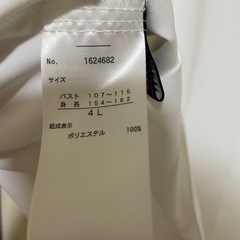 No. 1624682
サイズ
バスト 107～115
身長 154～162
4L
組成表示
ポリエステル 100%